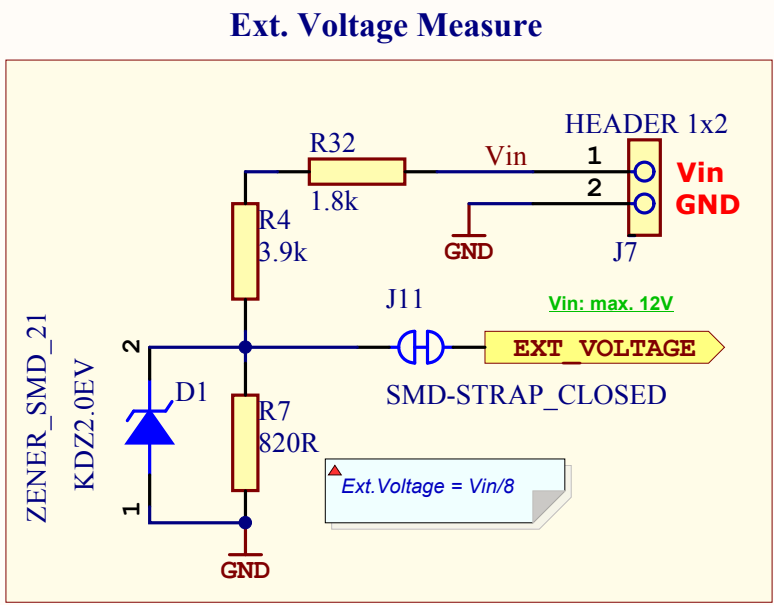 Ext. Voltage Measure
HEADER 1x2
R32
Vin
1
Vin
1.8k
2
GND
R4
3.9k
GND
J7
J11
Vin: max. 12V
2
EXT_VOLTAGE
ZENER_SMD_21
KDZ2.0EV
D1
R7
820R
SMD-STRAP_CLOSED
1
Ext.Voltage = Vin/8
GND